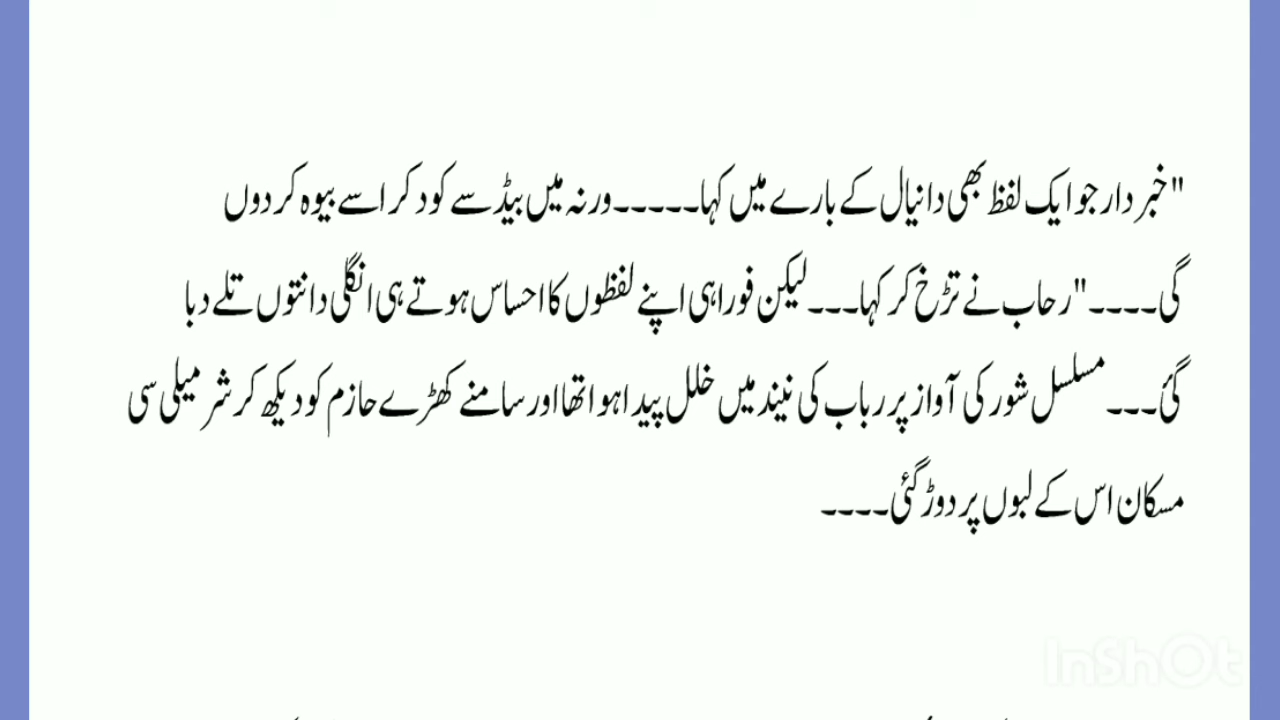 "خبردار جو ایک لفظ بھی دانیال کے بارے میں کہا۔۔۔۔۔ورنہ میں بیڈ سے کود کر اسے بیوہ کر دوں
گی۔۔۔۔"رحاب نے تڑخ کر کہا۔۔۔لیکن فورا ہی اپنے لفظوں کا احساس ہوتے ہی انگلی دانتوں تلے دبا
گئ۔۔۔مسلسل شور کی آواز پر رباب کی نیند میں خلل پیدا ہوا تھا اور سامنے کھڑے حازم کو دیکھ کر شرمیلی سی
مسکان اس کے لبوں پر دوڑ گئی۔۔۔۔
InShOt